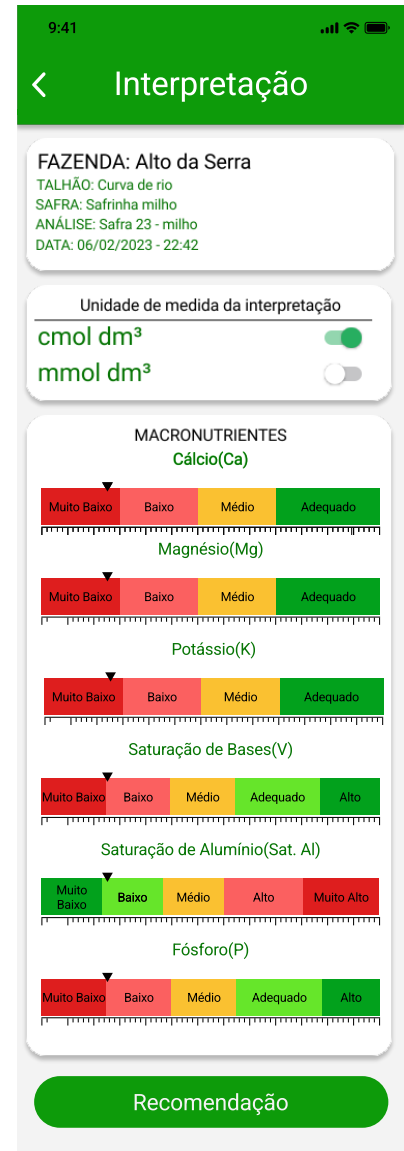 9:41
Interpretação
FAZENDA: Alto da Serra
TALHÃO: Curva de rio
SAFRA: Safrinha milho
ANÁLISE: Safra 23 - milho
DATA: 06/02/2023 - 22:42
Unidade de medida da interpretação
cmol dm³
mmol dm³
MACRONUTRIENTES
Cálcio(Ca)
Muito Baixo Baixo Médio Adequado
Magnésio(Mg)
Muito Baixo Baixo Médio Adequado
Potássio(K)
Muito Baixo Baixo Médio Adequado
Saturação de Bases(V)
Muito Baixo Baixo Médio Adequado Alto
Saturação de Alumínio(Sat. Al)
Muito Baixo Baixo Médio Alto Muito Alto
Fósforo(P)
Muito Baixo Baixo Médio Adequado Alto
Recomendação